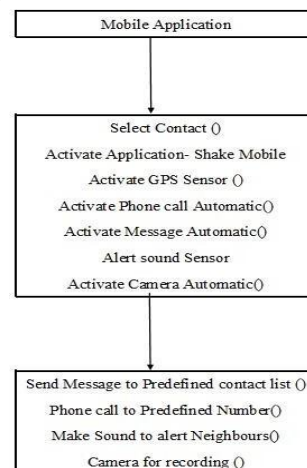 Mobile Application
Select Contact ()
Activate Application- Shake Mobile
Activate GPS Sensor ()
Activate Phone call Automatic()
Activate Message Automatic()
Alert sound Sensor
Activate Camera Automatic()
Send Message to Predefined contact list ()
Phone call to Predefined Number()
Make Sound to alert Neighbours()
Camera for recording ()